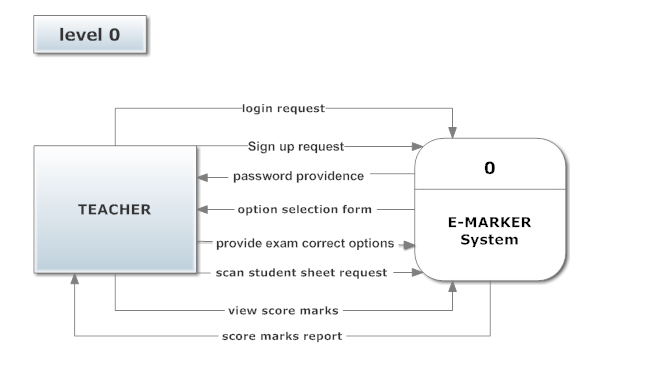 level 0
login request
Sign up request
password providence
option selection form
provide exam correct options
scan student sheet request
view score marks
score marks report
TEACHER
0
E-MARKER
System